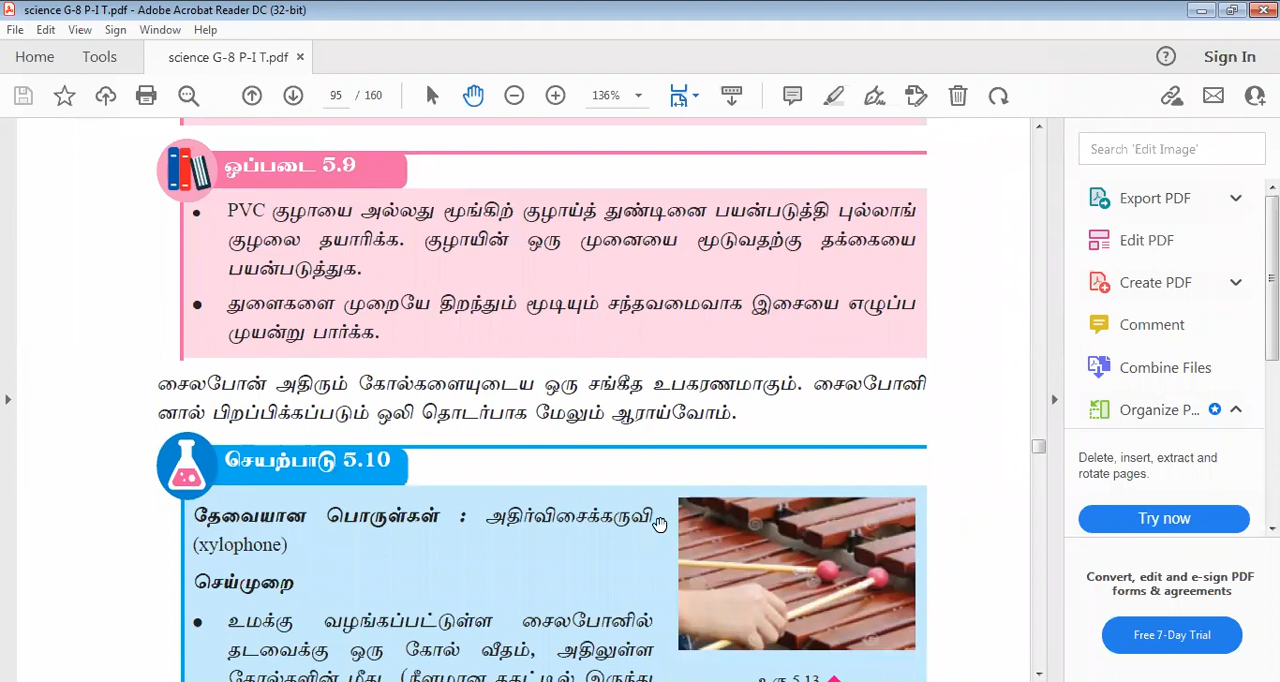 science G-8 P-I T.pdf - Adobe Acrobat Reader DC (32-bit)
File Edit View Sign Window Help
Home Tools science G-8 P-I T.pdf × Sign In
95 / 160 136%
ஒப்படை 5.9
• PVC குழாயை அல்லது மூங்கிற் குழாய்த் துண்டினை பயன்படுத்தி புல்லாங்
குழலை தயாரிக்க. குழாயின் ஒரு முனையை மூடுவதற்கு தக்கையை
பயன்படுத்துக.
• துளைகளை முறையே திறந்தும் மூடியும் சந்தவமைவாக இசையை எழுப்ப
முயன்று பார்க்க.
சைலபோன் அதிரும் கோல்களையுடைய ஒரு சங்கீத உபகரணமாகும். சைலபோனி
னால் பிறப்பிக்கப்படும் ஒலி தொடர்பாக மேலும் ஆராய்வோம்.
செயற்பாடு 5.10
தேவையான பொருள்கள் : அதிர்விசைக்கருவி
(xylophone)
செய்முறை
• உமக்கு வழங்கப்பட்டுள்ள சைலபோனில்
தடவைக்கு ஒரு கோல் வீதம், அதிலுள்ள
கோல்களின் மீது (நீளமான
உரு 5.13
Search 'Edit Image'
Export PDF
Edit PDF
Create PDF
Comment
Combine Files
Organize P...
Delete, insert, extract and
rotate pages.
Try now
Convert, edit and e-sign PDF
forms & agreements
Free 7-Day Trial